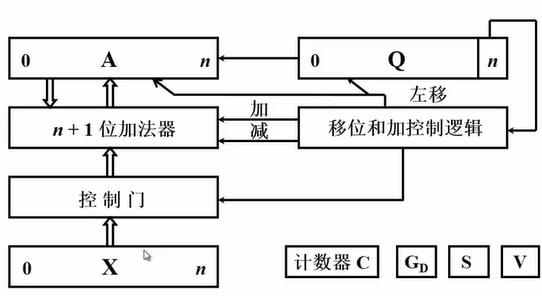 0 A n
0 Q n
左移
n + 1 位加法器
加
减
移位和加控制逻辑
控 制 门
0 X n
计数器 C
GD
S
V